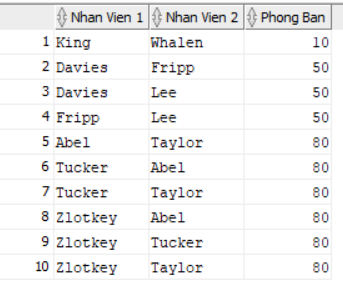 Nhan Vien 1 Nhan Vien 2 Phong Ban
1 King Whalen 10
2 Davies Fripp 50
3 Davies Lee 50
4 Fripp Lee 50
5 Abel Taylor 80
6 Tucker Abel 80
7 Tucker Taylor 80
8 Zlotkey Abel 80
9 Zlotkey Tucker 80
10 Zlotkey Taylor 80